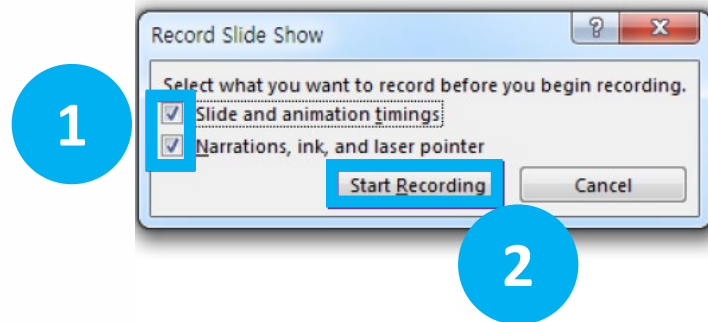 Record Slide Show
?
X
Select what you want to record before you begin recording.
1
Slide and animation timings
Narrations, ink, and laser pointer
Start Recording
Cancel
2